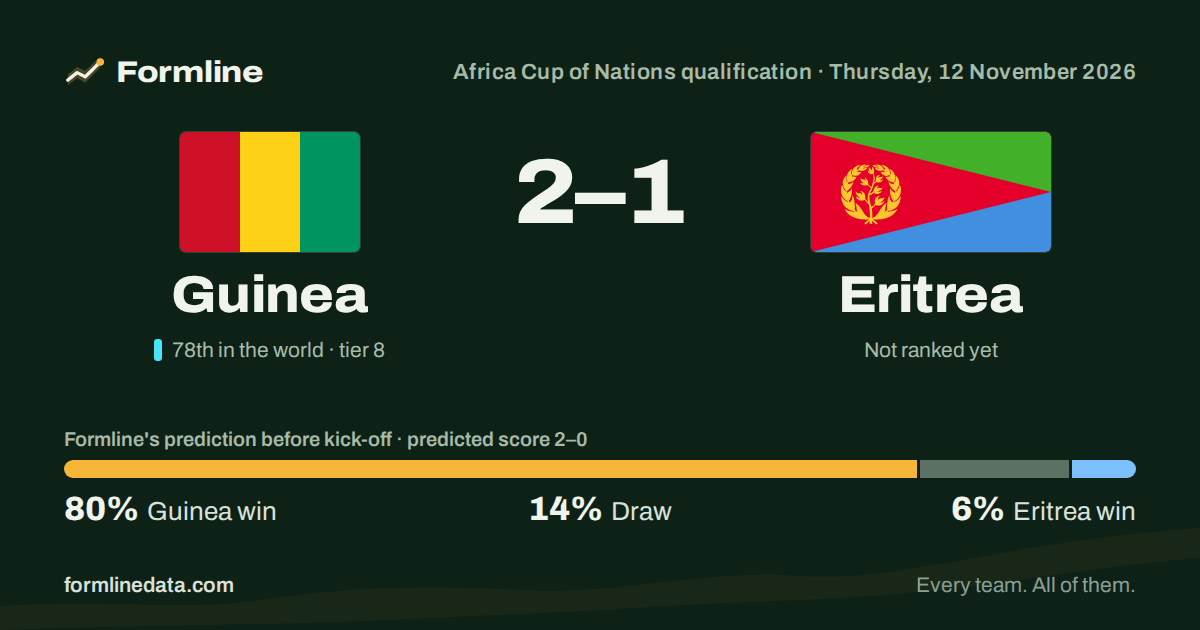 Formline
Africa Cup of Nations qualification · Thursday, 12 November 2026
2–1
Guinea
Eritrea
78th in the world · tier 8
Not ranked yet
Formline's prediction before kick-off · predicted score 2–0
80% Guinea win
14% Draw
6% Eritrea win
formlinedata.com
Every team. All of them.